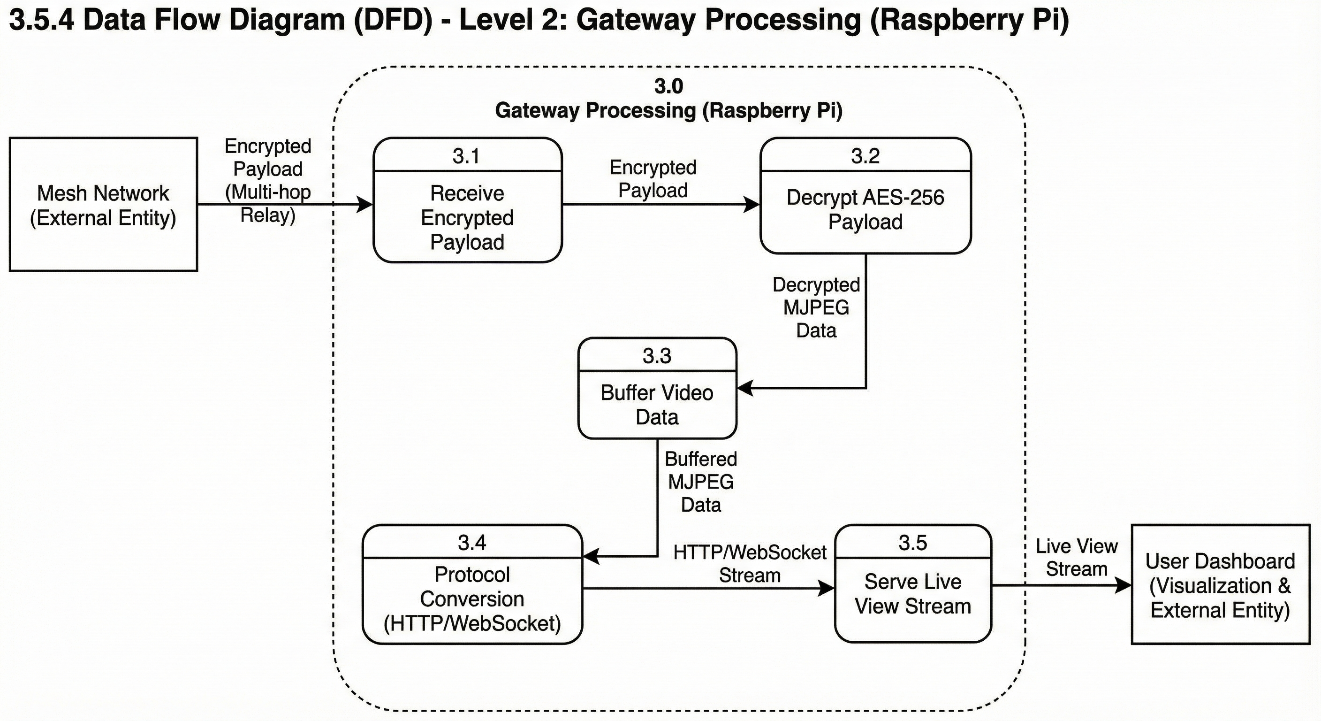 3.5.4 Data Flow Diagram (DFD) - Level 2: Gateway Processing (Raspberry Pi)
3.0
Gateway Processing (Raspberry Pi)
Mesh Network
(External Entity)
Encrypted
Payload
(Multi-hop
Relay)
3.1
Receive
Encrypted
Payload
Encrypted
Payload
3.2
Decrypt AES-256
Payload
Decrypted
MJPEG
Data
3.3
Buffer Video
Data
Buffered
MJPEG
Data
3.4
Protocol
Conversion
(HTTP/WebSocket)
HTTP/WebSocket
Stream
3.5
Serve Live
View Stream
Live View
Stream
User Dashboard
(Visualization &
External Entity)